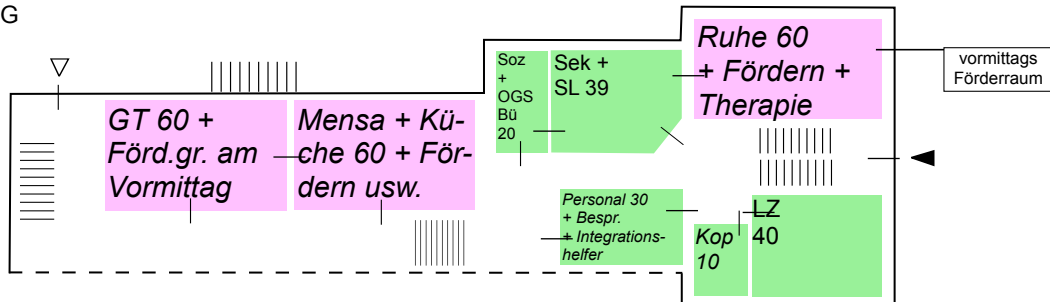 G
GT 60 +
Förd.gr. am
Vormittag
Mensa + Kü-
che 60 + För-
dern usw.
Soz
+
OGS
Bü
20
Sek +
SL 39
Ruhe 60
+ Fördern +
Therapie
vormittags
Förderraum
Personal 30
+ Bespr.
+ Integrations-
helfer
Kop
10
LZ
40